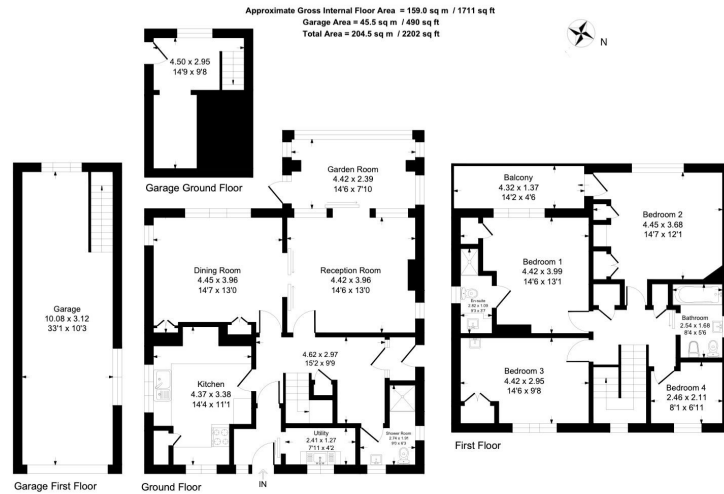 Approximate Gross Internal Floor Area = 159.0 sq m / 1711 sq ft
Garage Area = 45.5 sq m / 490 sq ft
Total Area = 204.5 sq m / 2202 sq ft
N
4.50 x 2.95
14'9 x 9'8
Garage Ground Floor
Garage
10.08 x 3.12
33'1 x 10'3
Garage First Floor
Garden Room
4.42 x 2.39
14'6 x 7'10
Dining Room
4.45 x 3.96
14'7 x 13'0
Reception Room
4.42 x 3.96
14'6 x 13'0
4.62 x 2.97
15'2 x 9'9
Kitchen
4.37 x 3.38
14'4 x 11'1
Utility
2.41 x 1.27
7'11 x 4'2
Shower Room
IN
Ground Floor
Balcony
4.32 x 1.37
14'2 x 4'6
Bedroom 2
4.45 x 3.68
14'7 x 12'1
Bedroom 1
4.42 x 3.99
14'6 x 13'1
En-suite
Bathroom
2.54 x 1.68
8'4 x 5'6
Bedroom 3
4.42 x 2.95
14'6 x 9'8
Bedroom 4
2.46 x 2.11
8'1 x 6'11
First Floor